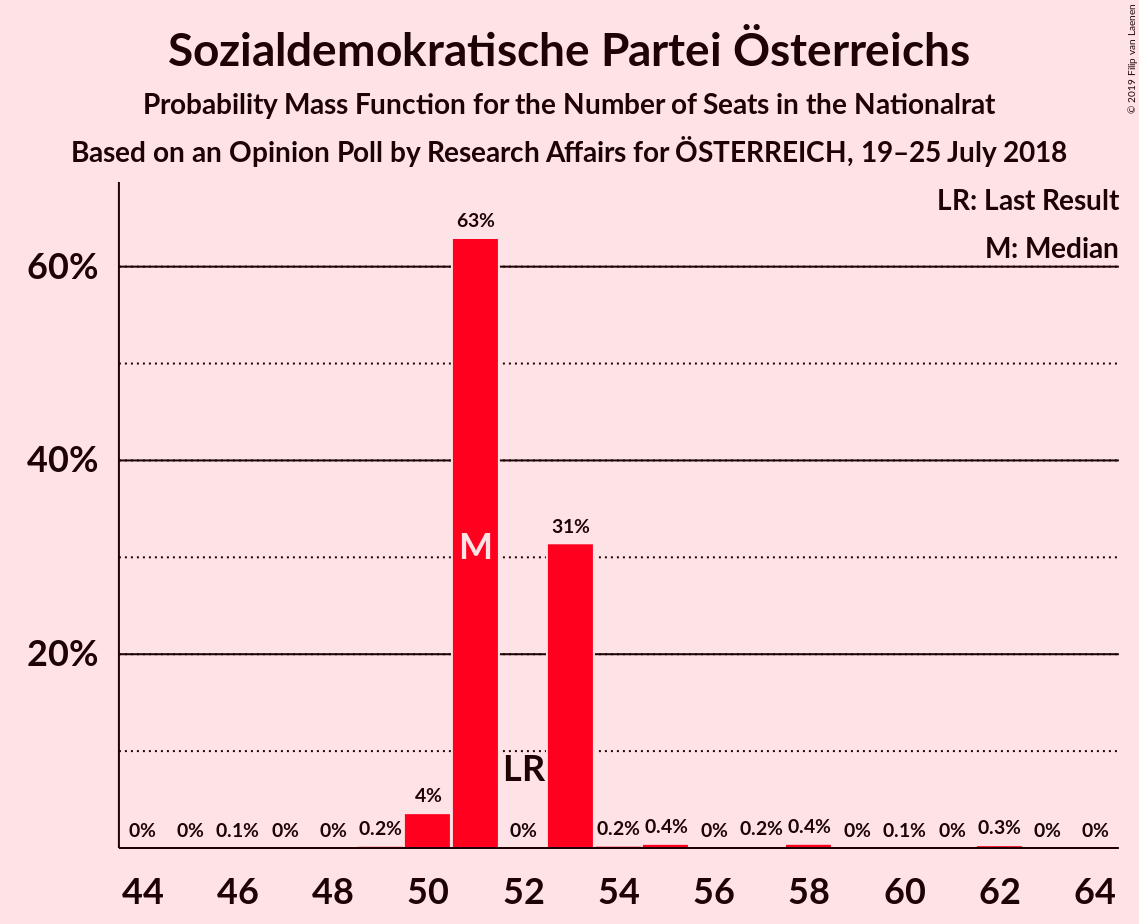 Sozialdemokratische Partei Österreichs
Probability Mass Function for the Number of Seats in the Nationalrat
Based on an Opinion Poll by Research Affairs for ÖSTERREICH, 19–25 July 2018
© 2019 Filip van Laenen
LR: Last Result
M: Median
60%
40%
20%
0% 0% 0.1% 0% 0% 0.2% 4% 63% 0% 31% 0.2% 0.4% 0% 0.2% 0.4% 0% 0.1% 0% 0.3% 0% 0%
M
LR
44 46 48 50 52 54 56 58 60 62 64